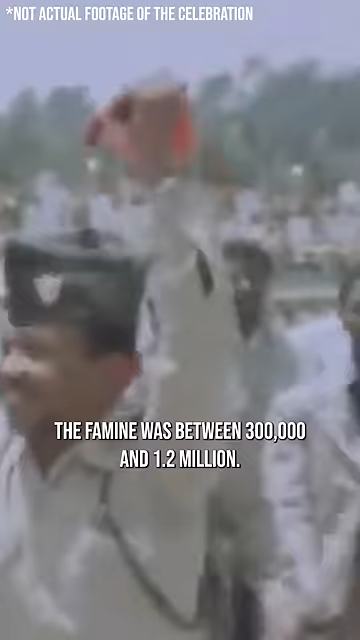 *NOT ACTUAL FOOTAGE OF THE CELEBRATION
THE FAMINE WAS BETWEEN 300,000
AND 1.2 MILLION.